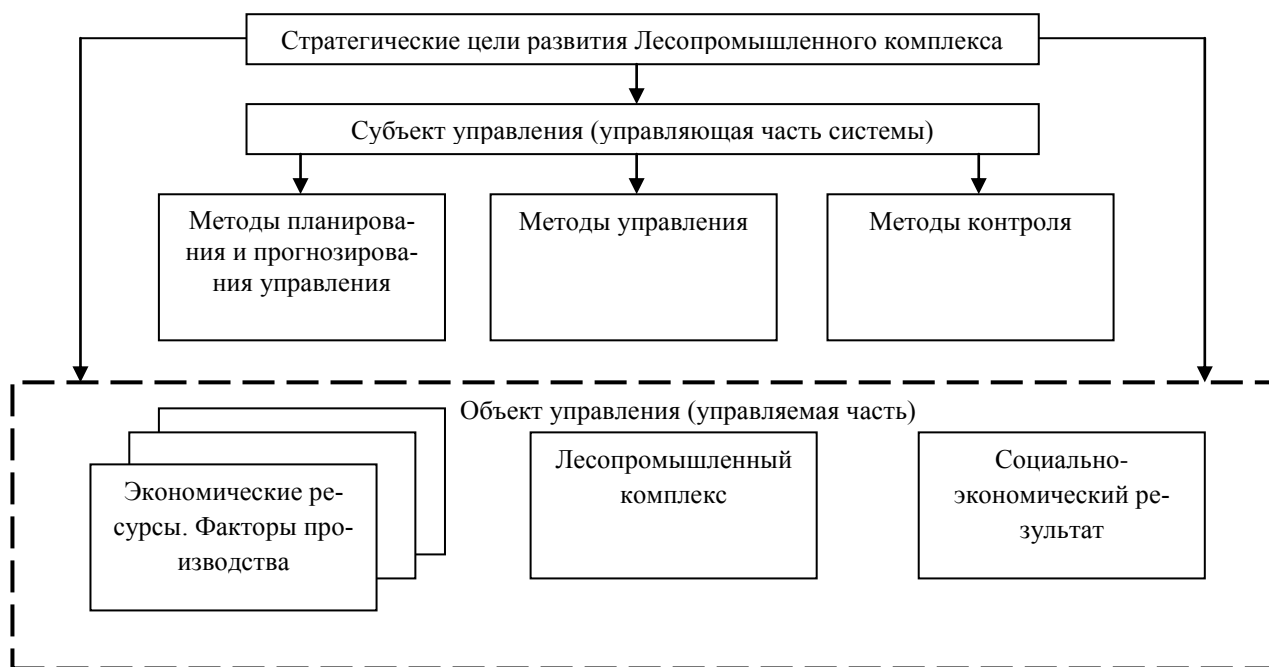 Стратегические цели развития Лесопромышленного комплекса
Субъект управления (управляющая часть системы)
Методы планирова-
ния и прогнозирова-
ния управления
Методы управления
Методы контроля
Объект управления (управляемая часть)
Экономические ре-
сурсы. Факторы про-
изводства
Лесопромышленный
комплекс
Социально-
экономический ре-
зультат